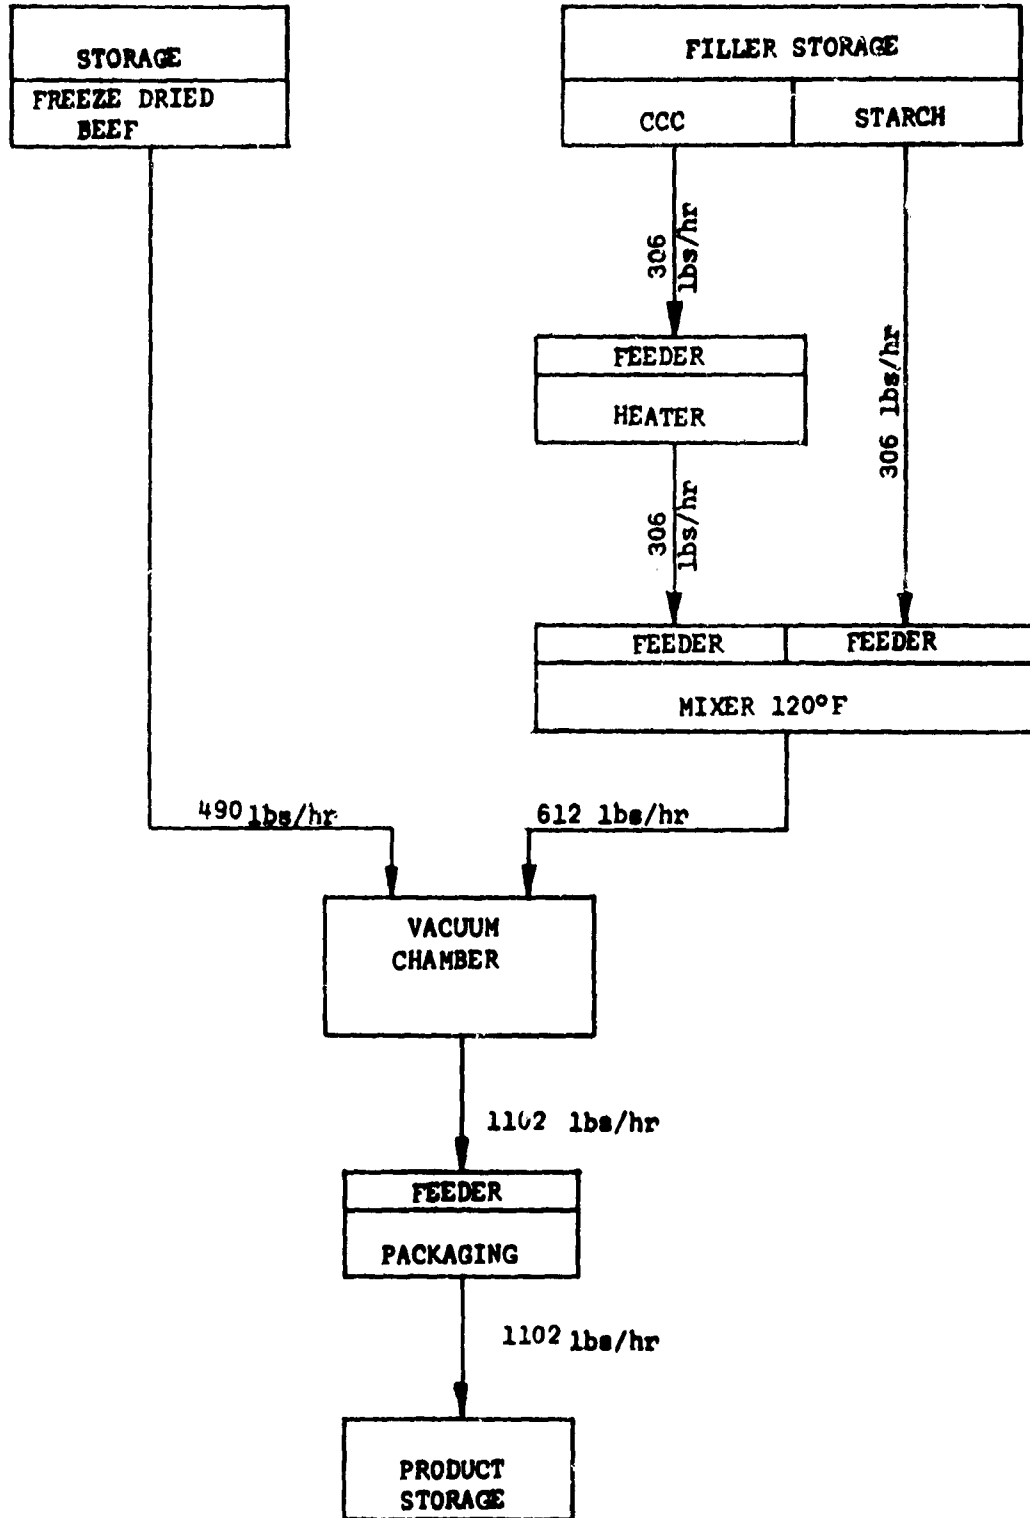 STORAGE
FREEZE DRIED
BEEF
FILLER STORAGE
CCC
STARCH
306
lbs/hr
FEEDER
HEATER
306 lbs/hr
306
lbs/hr
FEEDER
FEEDER
MIXER 120°F
490 lbs/hr
612 lbs/hr
VACUUM
CHAMBER
1102 lbs/hr
FEEDER
PACKAGING
1102 lbs/hr
PRODUCT
STORAGE